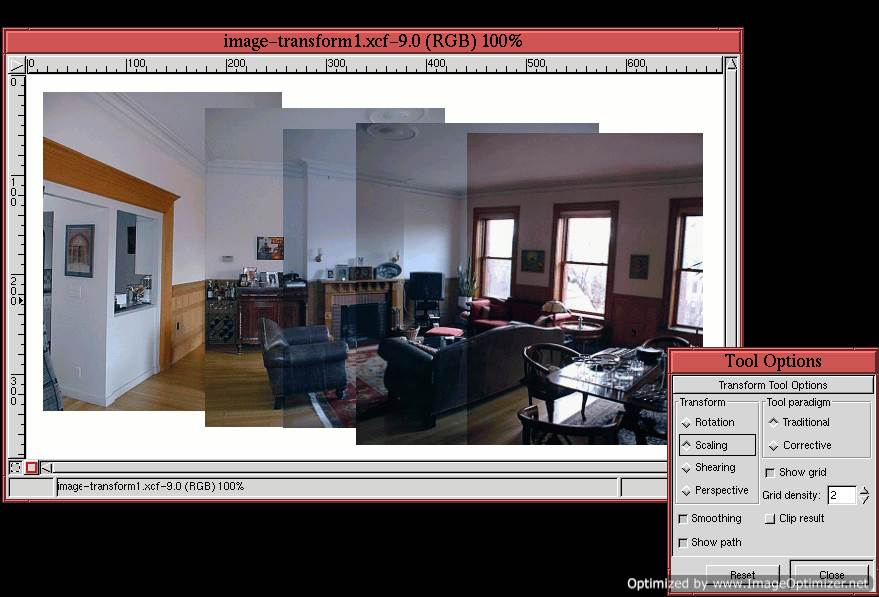 image-transform1.xcf-9.0 (RGB) 100%
0 100 200 300 400 500 600
0
100
200
300
image-transform1.xcf-9.0 (RGB) 100%
Tool Options
Transform Tool Options
Transform
Tool paradigm
Rotation
Traditional
Scaling
Corrective
Shearing
Show grid
Perspective
Grid density: 2
Smoothing
Clip result
Show path
Reset
Close
Optimized by www.ImageOptimizer.net